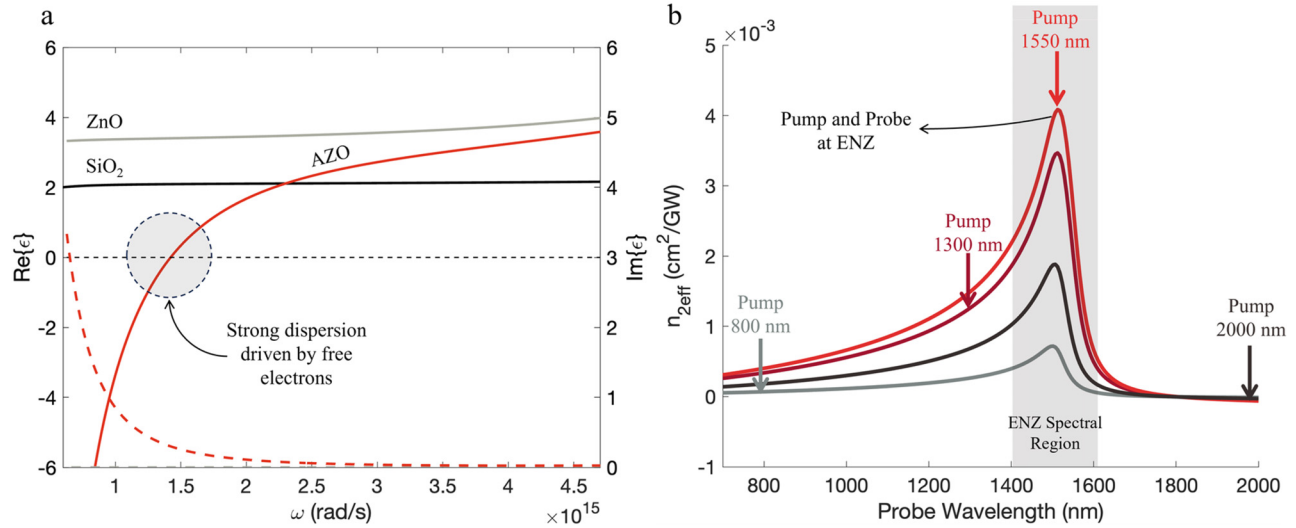 a
6
4
2
0
-2
-4
-6
Re{ϵ}
ZnO
SiO2
AZO
Strong dispersion
driven by free
electrons
6
5
4
3
2
1
0
Im{ϵ}
1
1.5
2
2.5
3
3.5
4
4.5
ω (rad/s)
×10^15
b
×10^-3
5
4
3
2
1
0
-1
n2eff (cm^2/GW)
Pump
1550 nm
Pump and Probe
at ENZ
Pump
1300 nm
Pump
800 nm
Pump
2000 nm
ENZ Spectral
Region
800
1000
1200
1400
1600
1800
2000
Probe Wavelength (nm)